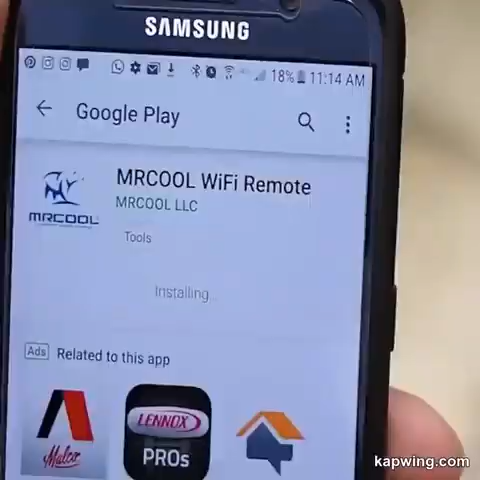 SAMSUNG
18% 11:14 AM
Google Play
MRCOOL WiFi Remote
MRCOOL
MRCOOL LLC
Tools
Installing...
Ads Related to this app
Malco
LENNOX
PROs
kapwing.com